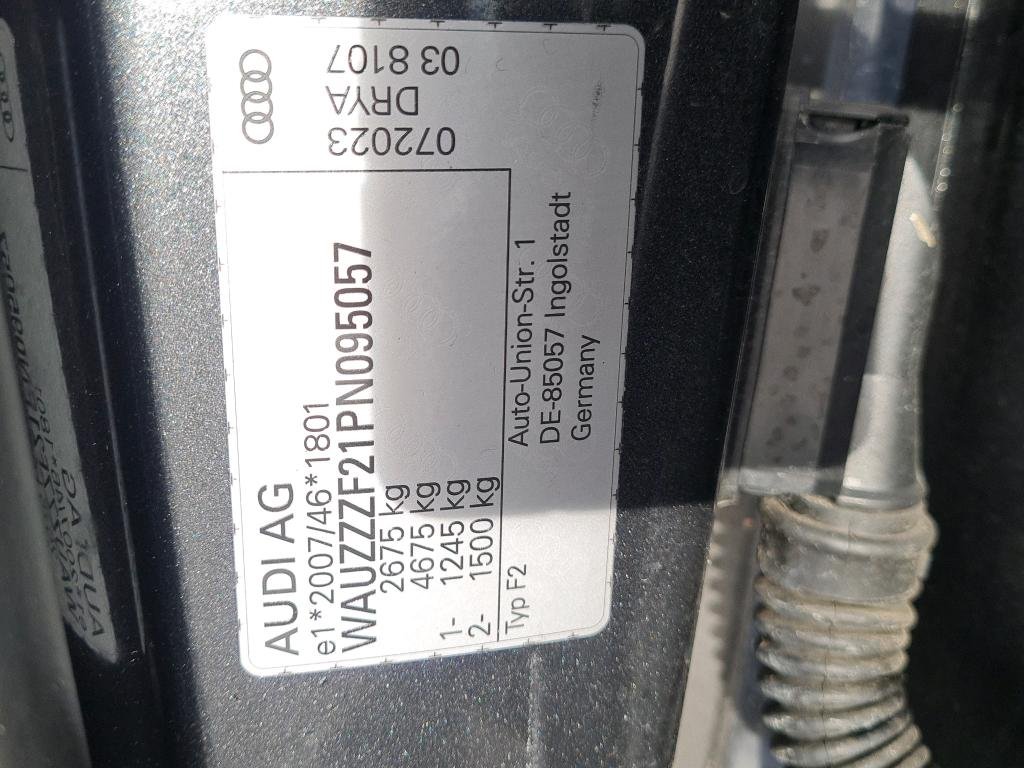 AUDI AG
e1*2007/46*1801
WAUZZZF21PN095057
2675 kg
4675 kg
1- 1245 kg
2- 1500 kg
Typ F2
Auto-Union-Str. 1
DE-85057 Ingolstadt
Germany
072023
DRYA
03 8107